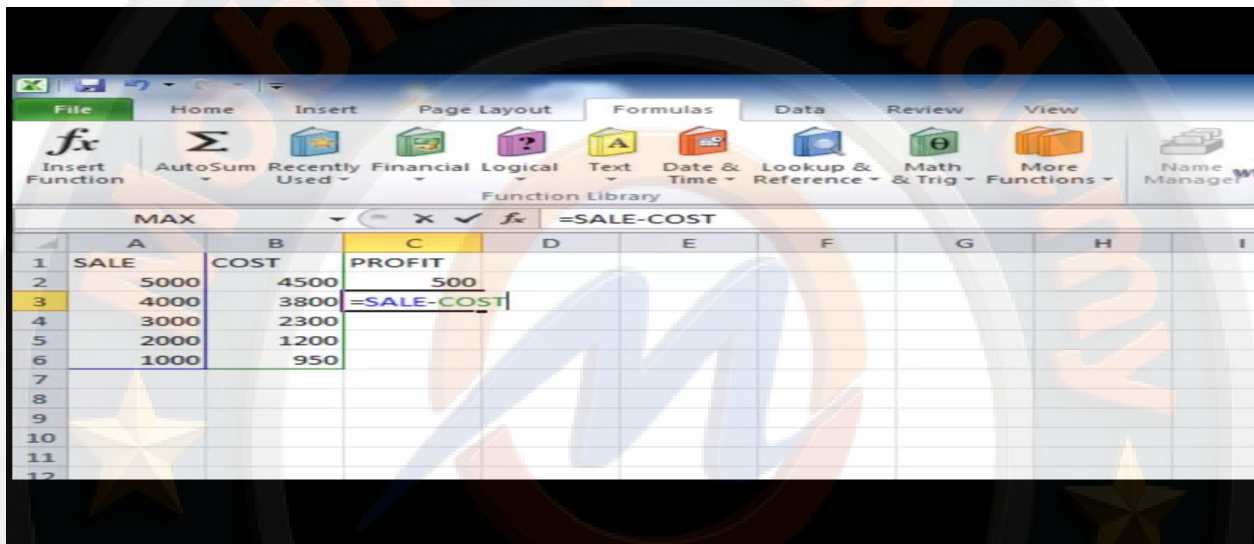 File Home Insert Page Layout Formulas Data Review View
fx Σ ? A θ
Insert Function AutoSum Recently Used Financial Logical Text Date & Time Lookup & Reference Math & Trig More Functions Name Manager
Function Library
MAX fx =SALE-COST
A B C D E F G H I
1 SALE COST PROFIT
2 5000 4500 500
3 4000 3800 =SALE-COST
4 3000 2300
5 2000 1200
6 1000 950
7
8
9
10
11
12